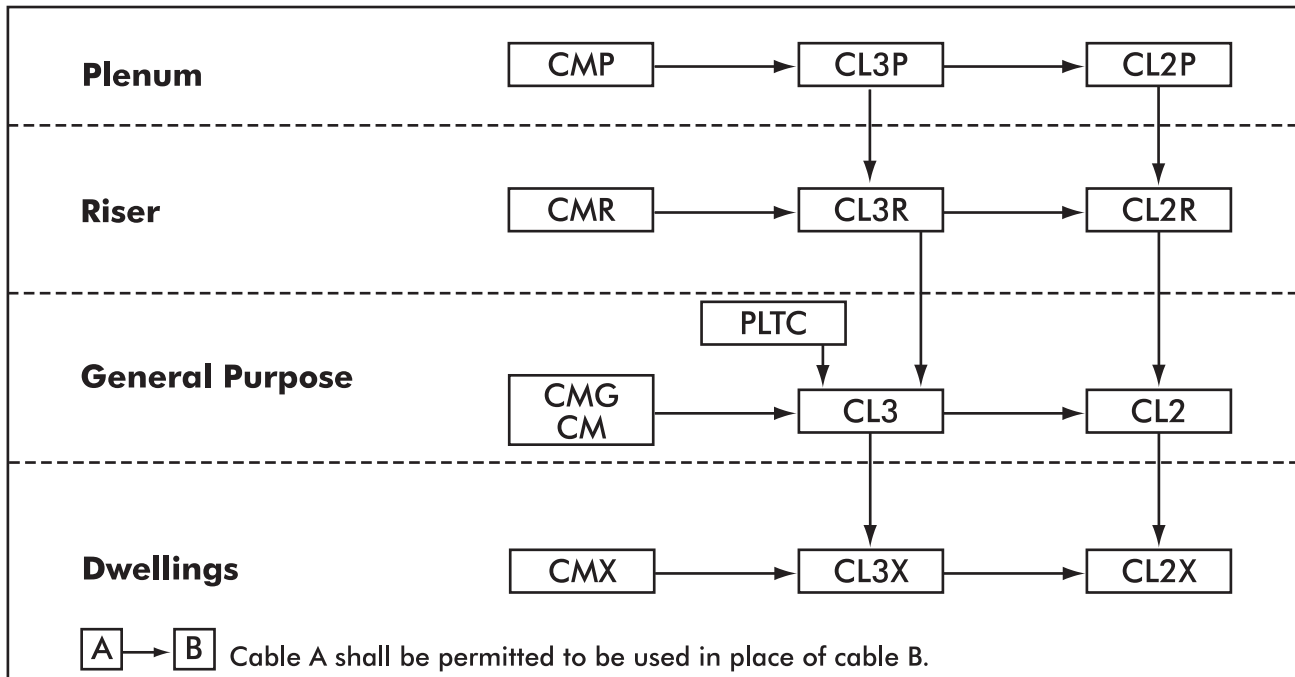 Plenum
CMP
CL3P
CL2P
Riser
CMR
CL3R
CL2R
PLTC
General Purpose
CMG
CM
CL3
CL2
Dwellings
CMX
CL3X
CL2X
A B Cable A shall be permitted to be used in place of cable B.